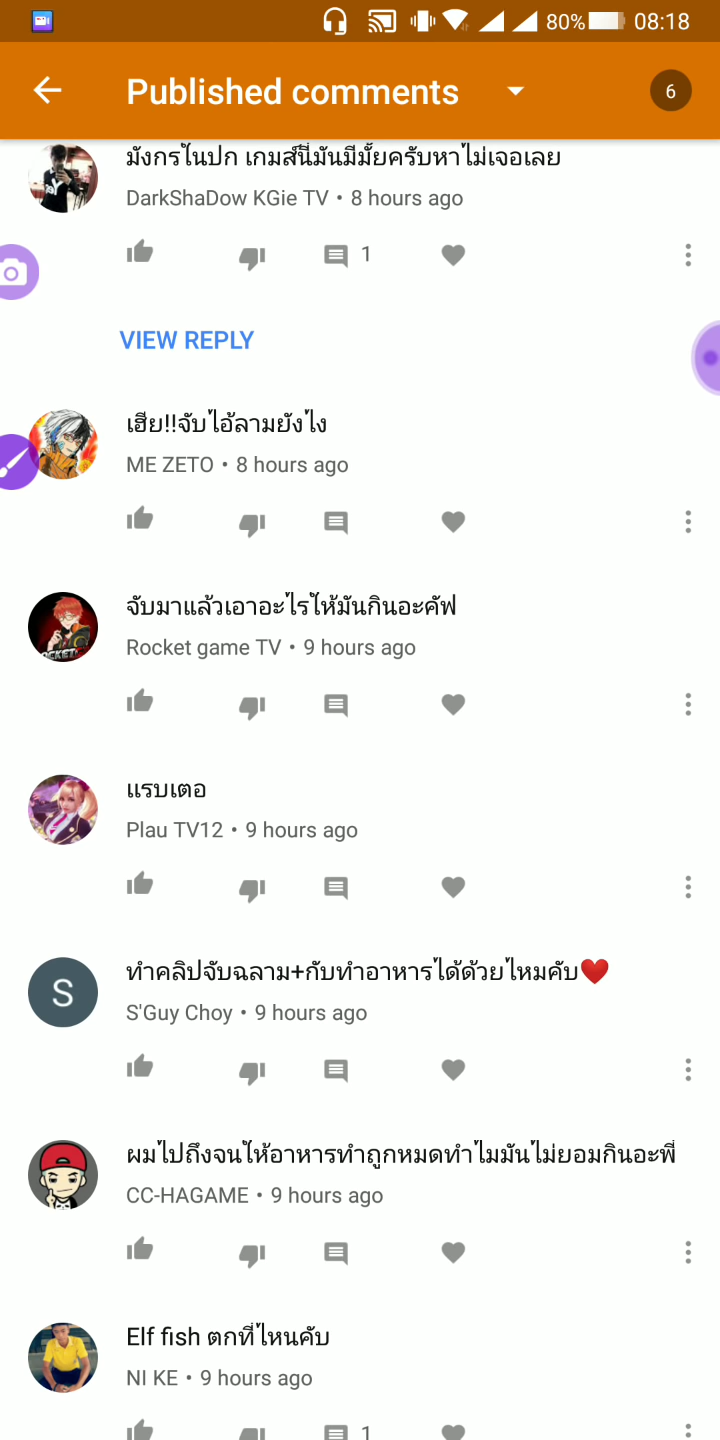 80% 08:18
Published comments
6
มังกรในปก เกมส์นี่มันมีมั้ยครับหาไม่เจอเลย
DarkShaDow KGie TV • 8 hours ago
1
VIEW REPLY
เฮีย!!จับไอ้ลามยังไง
ME ZETO • 8 hours ago
จับมาแล้วเอาอะไรให้มันกินอะคัฟ
Rocket game TV • 9 hours ago
แรบเตอ
Plau TV12 • 9 hours ago
S
ทำคลิปจับฉลาม+กับทำอาหารได้ด้วยไหมคับ❤️
S'Guy Choy • 9 hours ago
ผมไปถึงจนให้อาหารทำถูกหมดทำไมมันไม่ยอมกินอะพี่
CC-HAGAME • 9 hours ago
Elf fish ตกที่ไหนคับ
NI KE • 9 hours ago
1